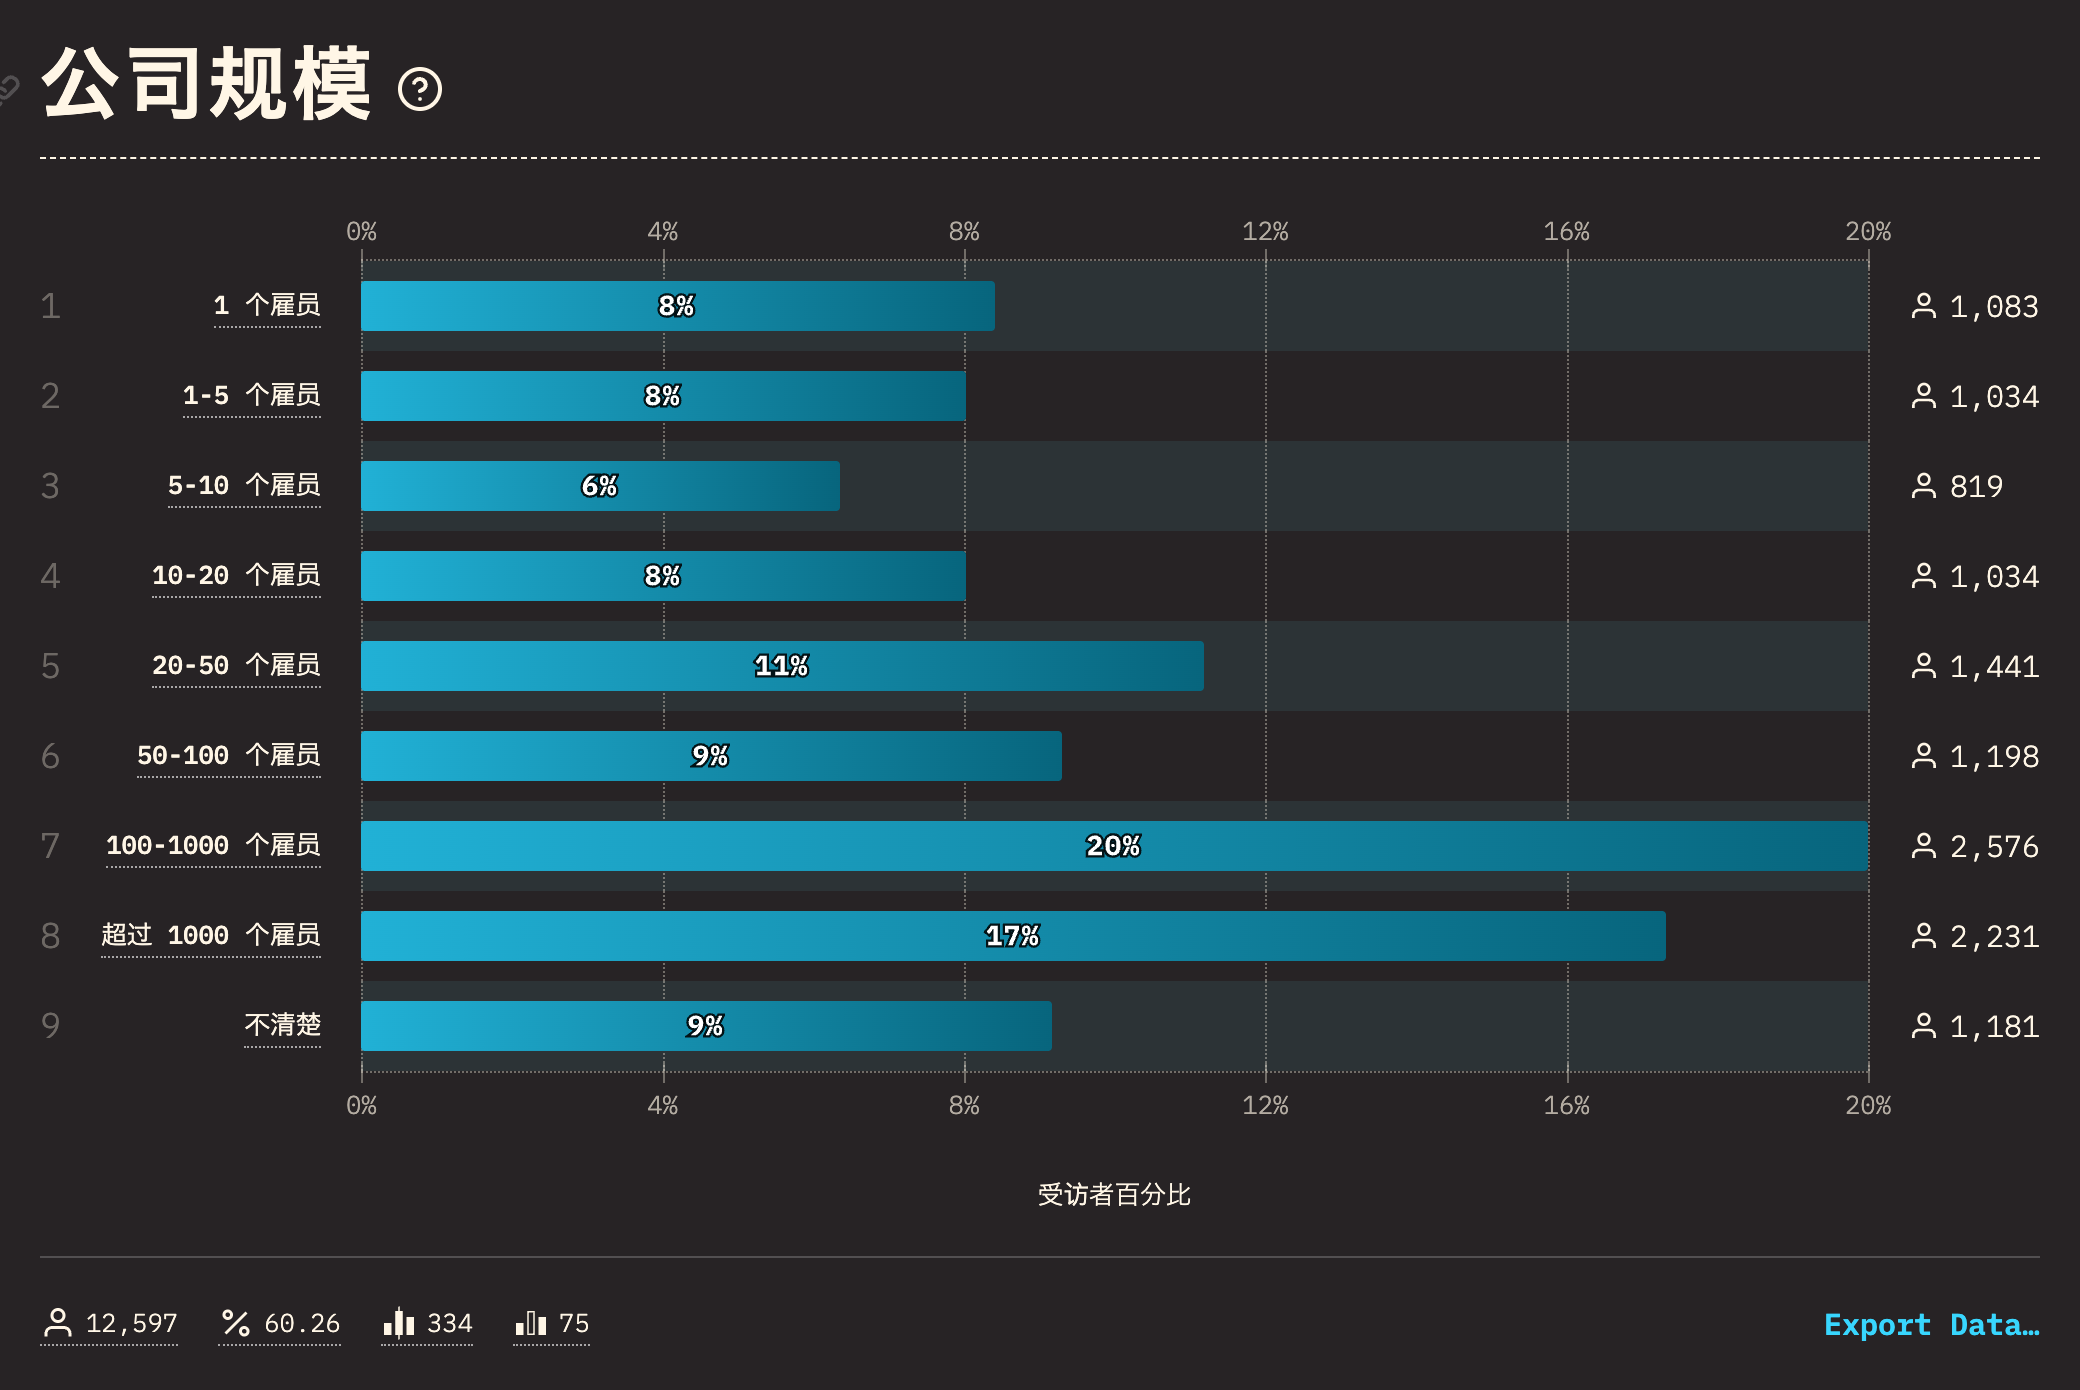 公司规模
0% 4% 8% 12% 16% 20%
1 1 个雇员 8% 1,083
2 1-5 个雇员 8% 1,034
3 5-10 个雇员 6% 819
4 10-20 个雇员 8% 1,034
5 20-50 个雇员 11% 1,441
6 50-100 个雇员 9% 1,198
7 100-1000 个雇员 20% 2,576
8 超过 1000 个雇员 17% 2,231
9 不清楚 9% 1,181
0% 4% 8% 12% 16% 20%
受访者百分比
12,597 % 60.26 334 75 Export Data…